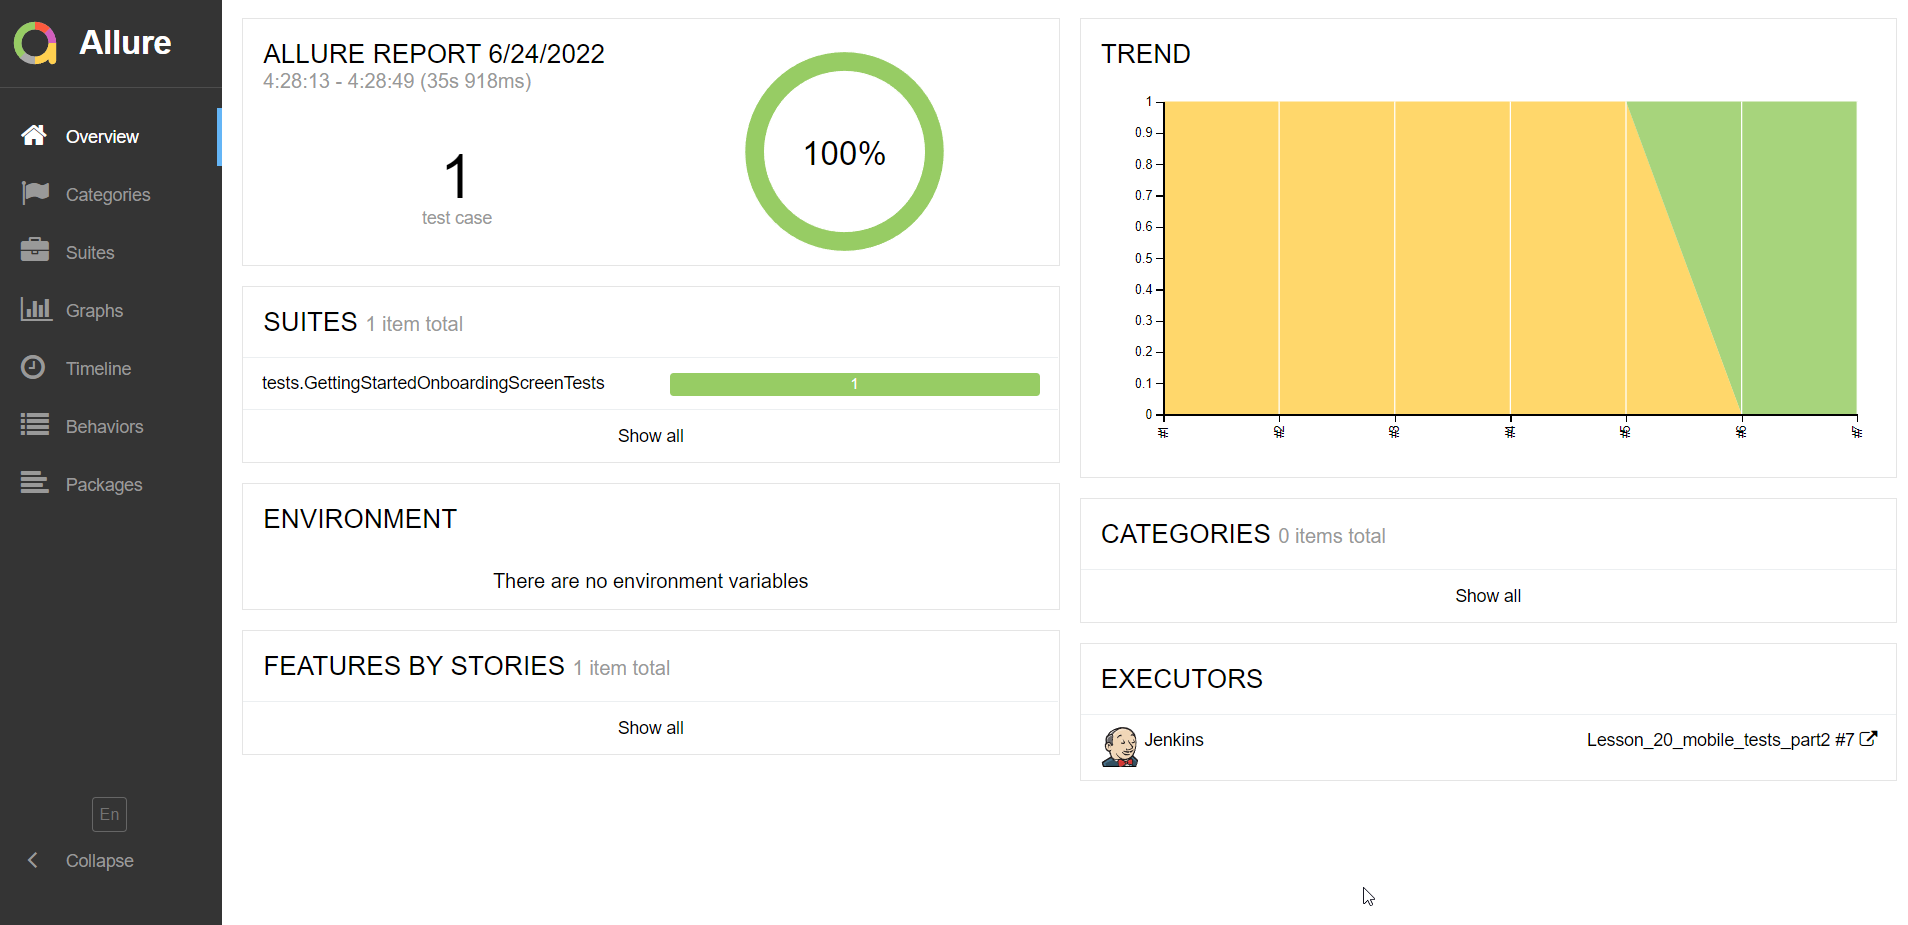 Allure
Overview
Categories
Suites
Graphs
Timeline
Behaviors
Packages
En
Collapse
ALLURE REPORT 6/24/2022
4:28:13 - 4:28:49 (35s 918ms)
1
test case
100%
SUITES 1 item total
tests.GettingStartedOnboardingScreenTests 1
Show all
ENVIRONMENT
There are no environment variables
FEATURES BY STORIES 1 item total
Show all
TREND
1
0.9
0.8
0.7
0.6
0.5
0.4
0.3
0.2
0.1
0
#1 #2 #3 #4 #5 #6 #7
CATEGORIES 0 items total
Show all
EXECUTORS
Jenkins Lesson_20_mobile_tests_part2 #7